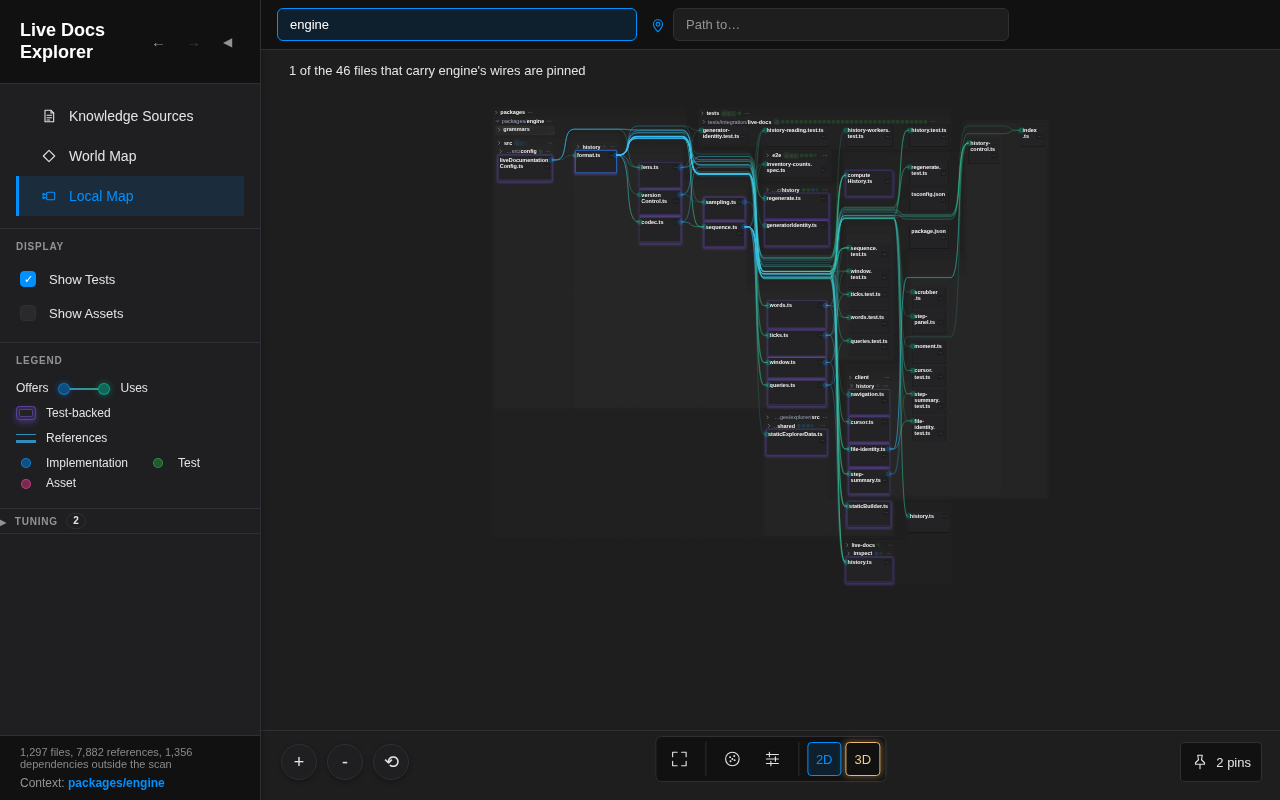 Live Docs
Explorer
← → ◀
Knowledge Sources
World Map
Local Map
DISPLAY
Show Tests
Show Assets
LEGEND
Offers Uses
Test-backed
References
Implementation Test
Asset
TUNING 2
1,297 files, 7,882 references, 1,356
dependencies outside the scan
Context: packages/engine
engine
Path to…
1 of the 46 files that carry engine's wires are pinned
packages
packages/engine
grammars
src
config
liveDocumentation
Config.ts
history
format.ts
lens.ts
version
Control.ts
codec.ts
tests
tests/integration/live-docs
generator-
identity.test.ts
sampling.ts
sequence.ts
history-reading.test.ts
e2e
inventory-counts.
spec.ts
history
regenerate.ts
generatorIdentity.ts
words.ts
ticks.ts
window.ts
queries.ts
src
shared
staticExplorerData.ts
history-workers.
test.ts
compute
History.ts
sequence.
test.ts
window.
test.ts
ticks.test.ts
words.test.ts
queries.test.ts
client
history
navigation.ts
cursor.ts
file-identity.ts
step-
summary.ts
staticBuilder.ts
live-docs
inspect
history.ts
history.test.ts
regenerate.
test.ts
tsconfig.json
package.json
scrubber
.ts
step-
panel.ts
moment.ts
cursor.
test.ts
step-
summary.
test.ts
file-
identity.
test.ts
history.ts
history-
control.ts
index
.ts
+ - ⟲
2D 3D
2 pins